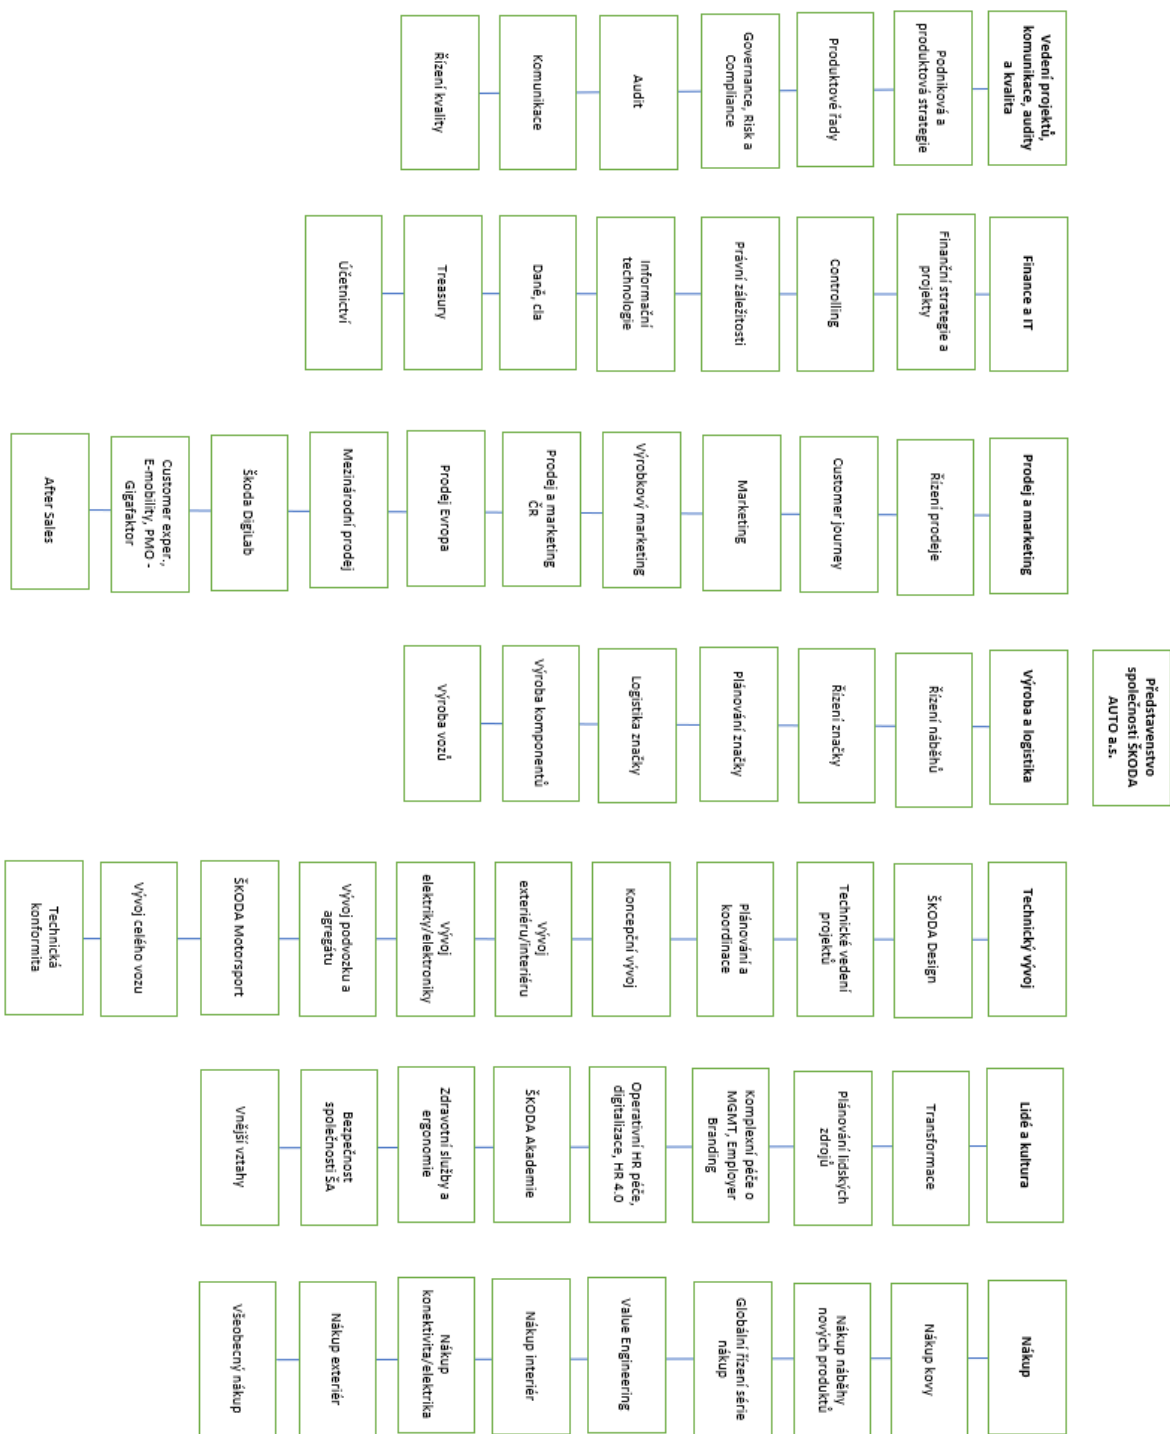 Představenstvo
společnosti ŠKODA
AUTO a.s.
Vedení projektů,
komunikace, audity
a kvalita
Podniková a
produktová strategie
Produktové řady
Governance, Risk a
Compliance
Audit
Komunikace
Řízení kvality
Finance a IT
Finanční strategie a
projekty
Controlling
Právní záležitosti
Informační
technologie
Daně, cla
Treasury
Účetnictví
Prodej a marketing
Řízení prodeje
Customer journey
Marketing
Výrobkový marketing
Prodej a marketing
ČR
Prodej Evropa
Mezinárodní prodej
Škoda DigiLab
Customer exper.,
E-mobility, PMO -
Gigafaktor
After Sales
Výroba a logistika
Řízení náběhů
Řízení značky
Plánování značky
Logistika značky
Výroba komponentů
Výroba vozů
Technický vývoj
ŠKODA Design
Technické vedení
projektů
Plánování a
koordinace
Koncepční vývoj
Vývoj
exteriéru/interiéru
Vývoj
elektriky/elektroniky
Vývoj podvozku a
agregátu
ŠKODA Motorsport
Vývoj celého vozu
Technická
konformita
Lidé a kultura
Transformace
Plánování lidských
zdrojů
Komplexní péče o
MGMT, Employer
Branding
Operativní HR péče,
digitalizace, HR 4.0
ŠKODA Akademie
Zdravotní služby a
ergonomie
Bezpečnost
společnosti ŠA
Vnější vztahy
Nákup
Nákup kovy
Nákup náběhy
nových produktů
Globální řízení série
nákup
Value Engineering
Nákup interiér
Nákup
konektivita/elektrika
Nákup exteriér
Všeobecný nákup